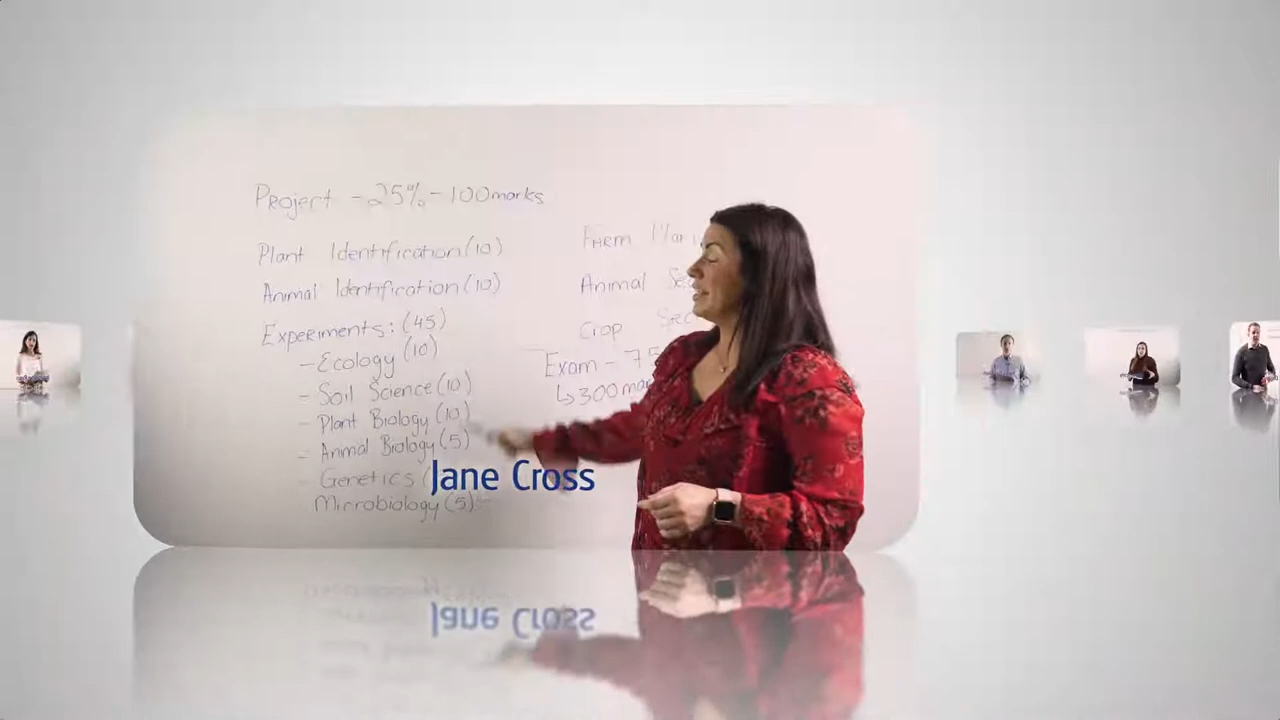 Project - 25% - 100marks
Plant Identification (10)
Animal Identification (10)
Experiments: (45)
- Ecology (10)
- Soil Science (10)
- Plant Biology (10)
- Animal Biology (5)
- Genetics (
Microbiology (5)
Farm
Animal
Crop
Exam - 75
↳ 300 mar
Jane Cross